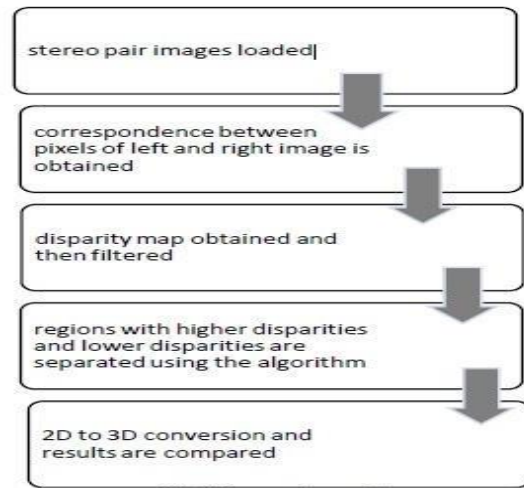 stereo pair images loaded|
correspondence between
pixels of left and right image is
obtained
disparity map obtained and
then filtered
regions with higher disparities
and lower disparities are
separated using the algorithm
2D to 3D conversion and
results are compared